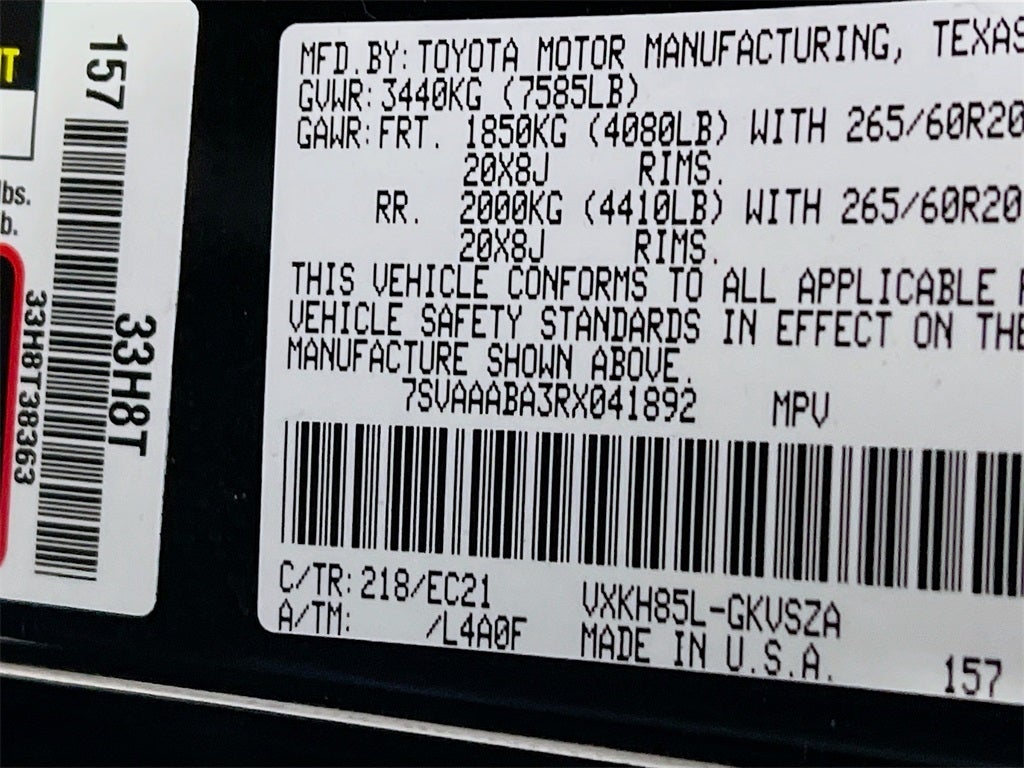 MFD. BY: TOYOTA MOTOR MANUFACTURING, TEXAS
GVWR: 3440KG (7585LB)
GAWR: FRT. 1850KG (4080LB) WITH 265/60R20
20X8J RIMS.
RR. 2000KG (4410LB) WITH 265/60R20
20X8J RIMS.
THIS VEHICLE CONFORMS TO ALL APPLICABLE
VEHICLE SAFETY STANDARDS IN EFFECT ON THE
MANUFACTURE SHOWN ABOVE.
7SVAAABA3RX041892 MPV
C/TR: 218/EC21 VXKH85L-GKVSZA
A/TM: /L4A0F MADE IN U.S.A.
157
157
33H8T
33H8T38363
lbs.
b.